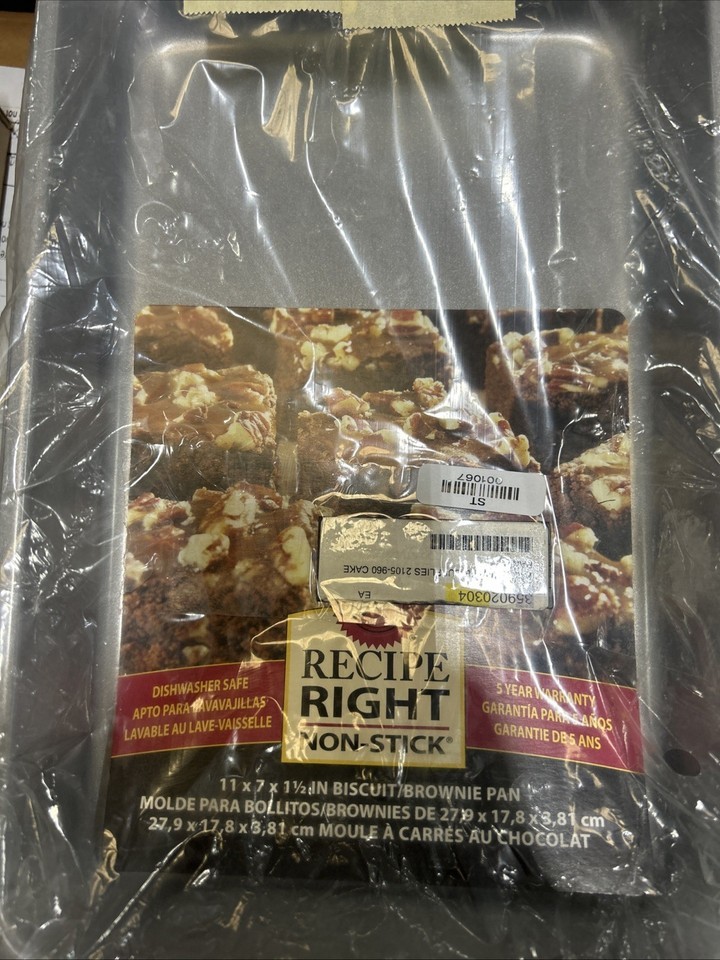 001067
ST
2105-960 CAKE
EA
359020304
RECIPE
RIGHT
NON-STICK®
DISHWASHER SAFE
APTO PARA LAVAVAJILLAS
LAVABLE AU LAVE-VAISSELLE
5 YEAR WARRANTY
GARANTÍA PARA 5 AÑOS
GARANTIE DE 5 ANS
11 x 7 x 1½ IN BISCUIT/BROWNIE PAN
MOLDE PARA BOLLITOS/BROWNIES DE 27,9 x 17,8 x 3,81 cm
27,9 x 17,8 x 3,81 cm MOULE À CARRÉS AU CHOCOLAT